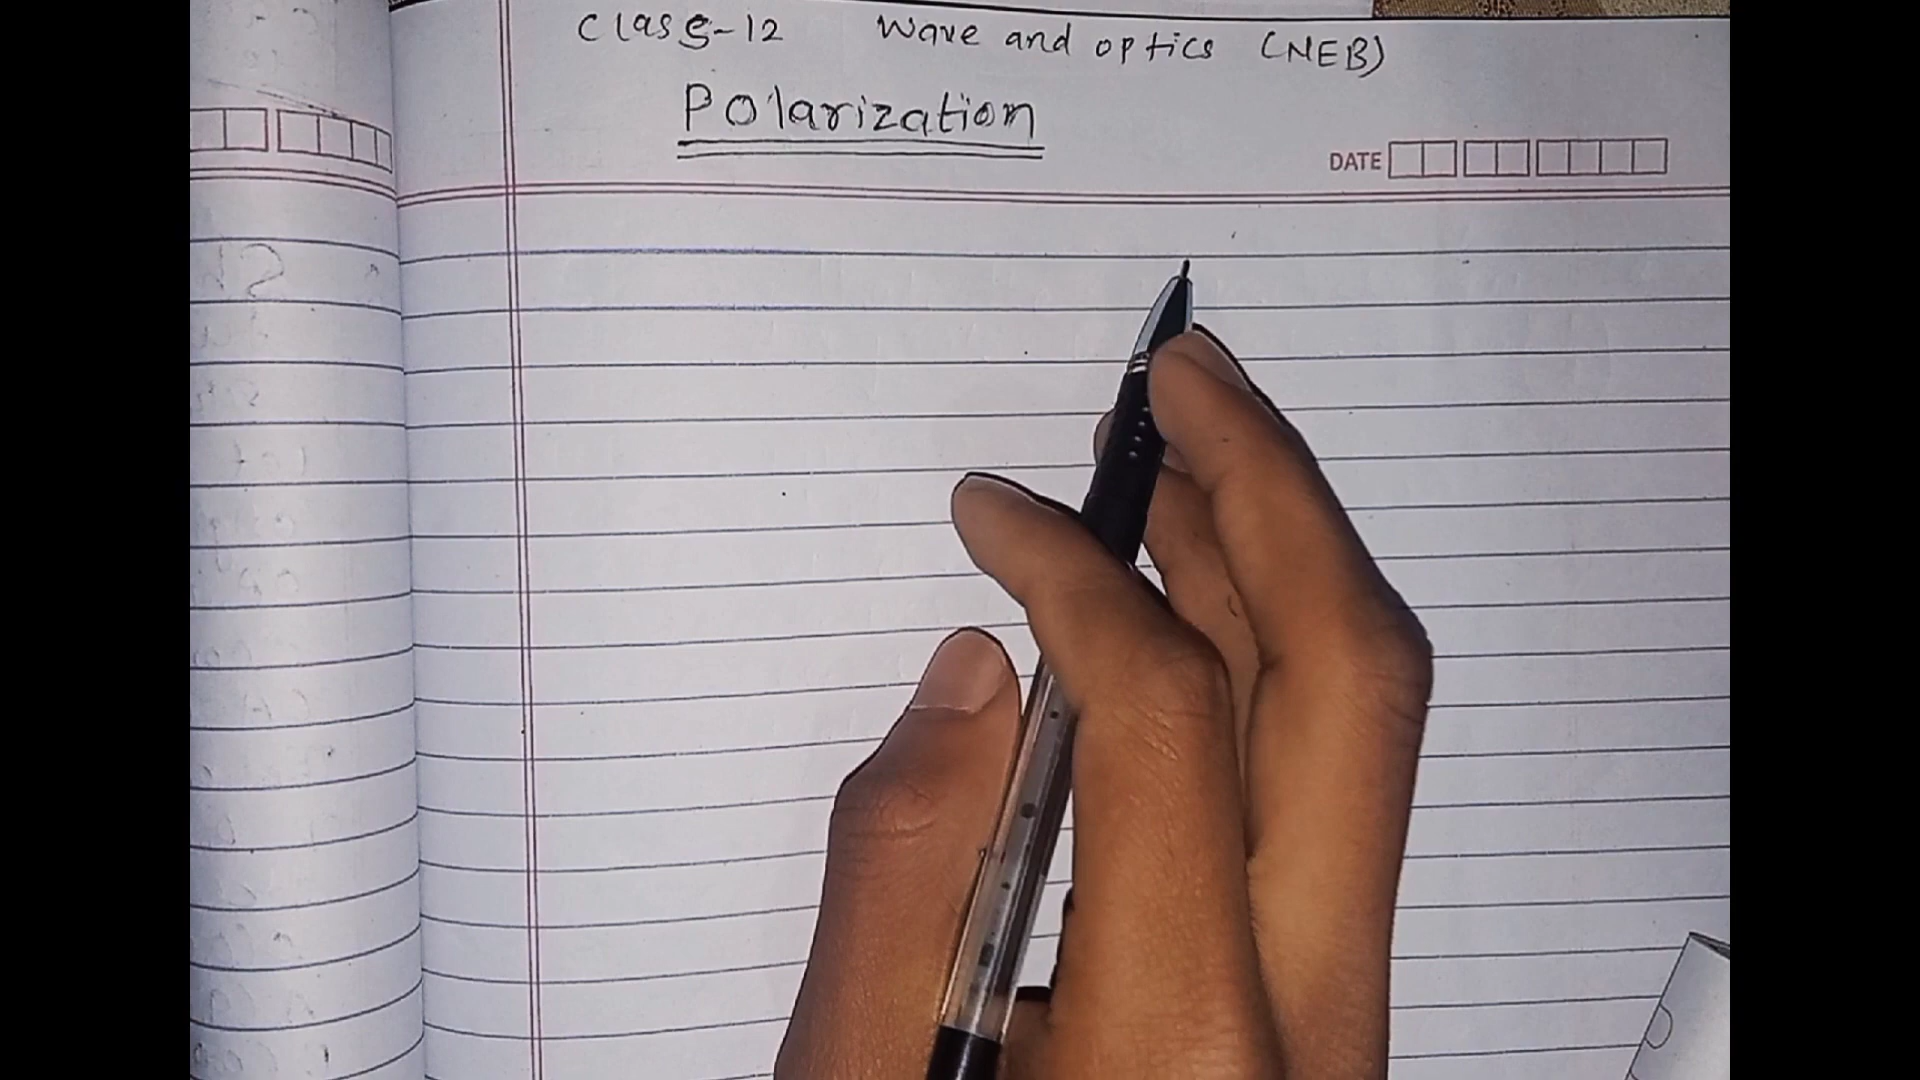 Class-12 Wave and optics (NEB)
Polarization
DATE